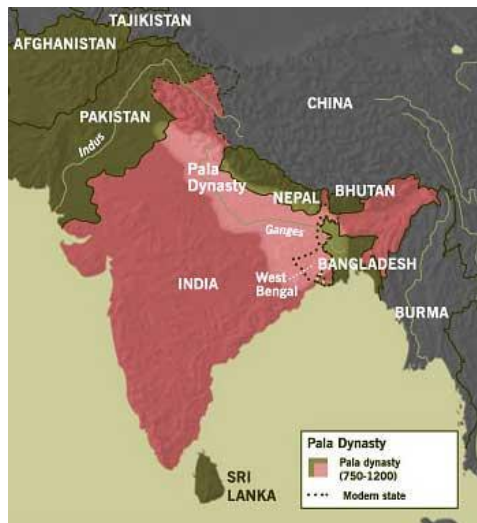 TAJIKISTAN
AFGHANISTAN
CHINA
PAKISTAN
Indus
Pala
Dynasty
NEPAL
BHUTAN
Ganges
BANGLADESH
INDIA
West
Bengal
BURMA
SRI
LANKA
Pala Dynasty
Pala dynasty
(750-1200)
Modern state